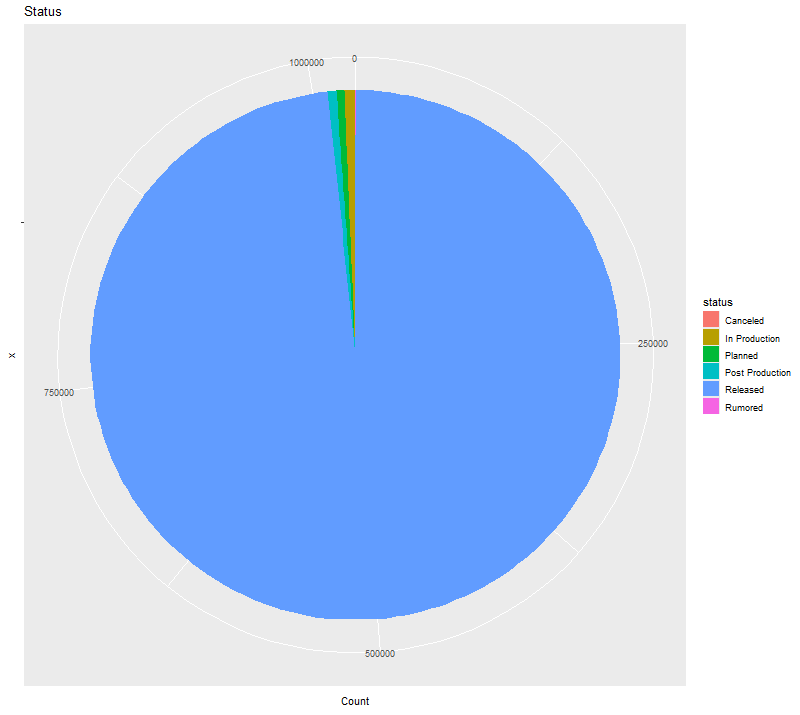 Status
0
1000000
250000
750000
500000
x
Count
status
Canceled
In Production
Planned
Post Production
Released
Rumored